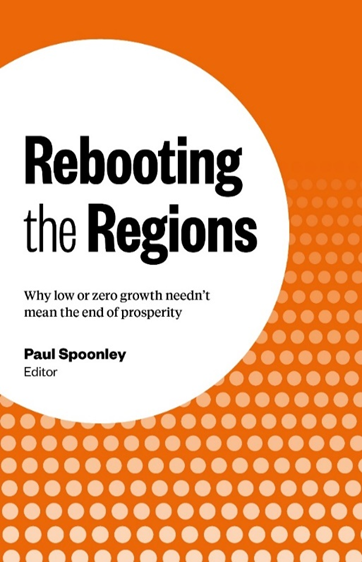 Rebooting
the Regions
Why low or zero growth needn’t
mean the end of prosperity
Paul Spoonley
Editor